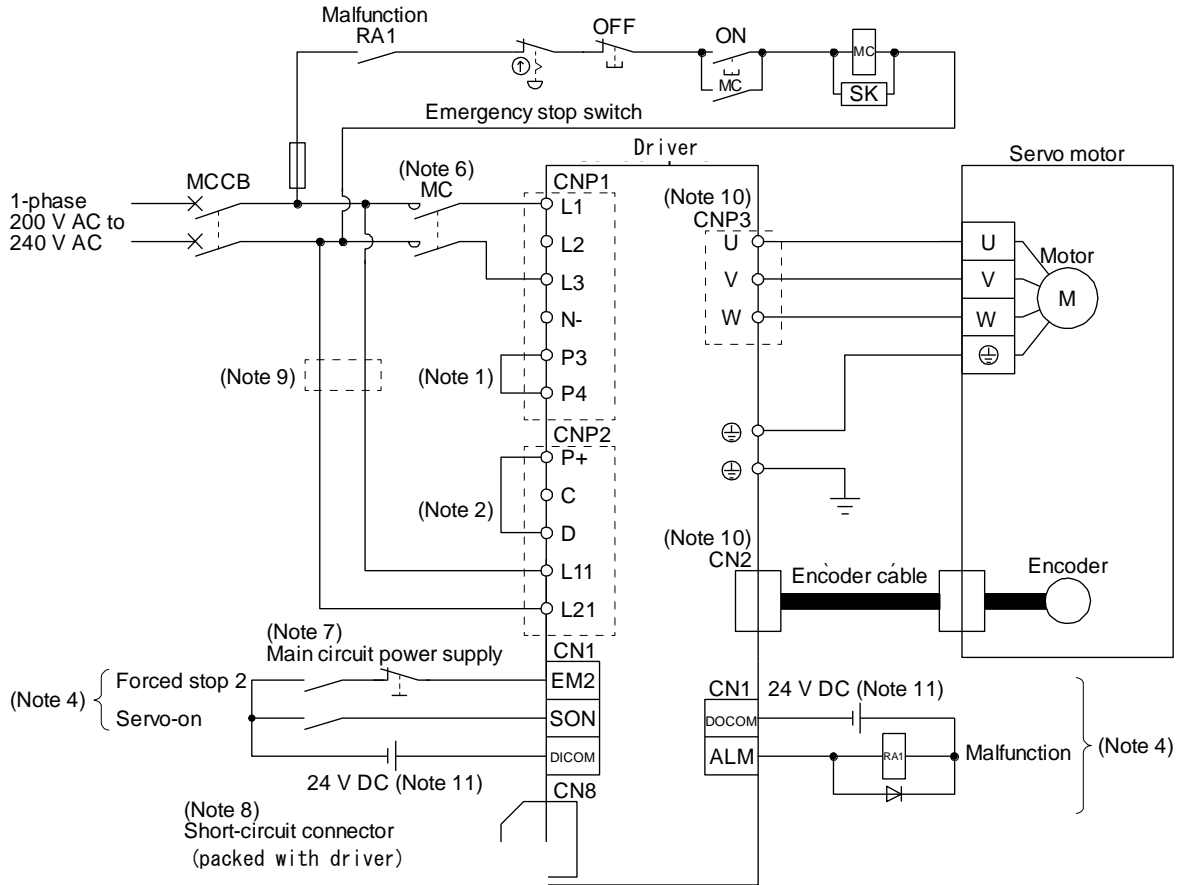 Malfunction
RA1
OFF
ON
MC
MC
SK
Emergency stop switch
Driver
Servo motor
1-phase
200 V AC to
240 V AC
MCCB
(Note 6)
MC
CNP1
L1
L2
L3
N-
P3
P4
(Note 1)
(Note 9)
(Note 10)
CNP3
U
V
W
U
V
W
Motor
M
CNP2
P+
C
D
L11
L21
(Note 2)
(Note 10)
CN2
Encoder cable
Encoder
(Note 7)
Main circuit power supply
CN1
(Note 4)
Forced stop 2
EM2
Servo-on
SON
DICOM
24 V DC (Note 11)
CN1
24 V DC (Note 11)
DOCOM
ALM
RA1
Malfunction
(Note 4)
CN8
(Note 8)
Short-circuit connector
(packed with driver)